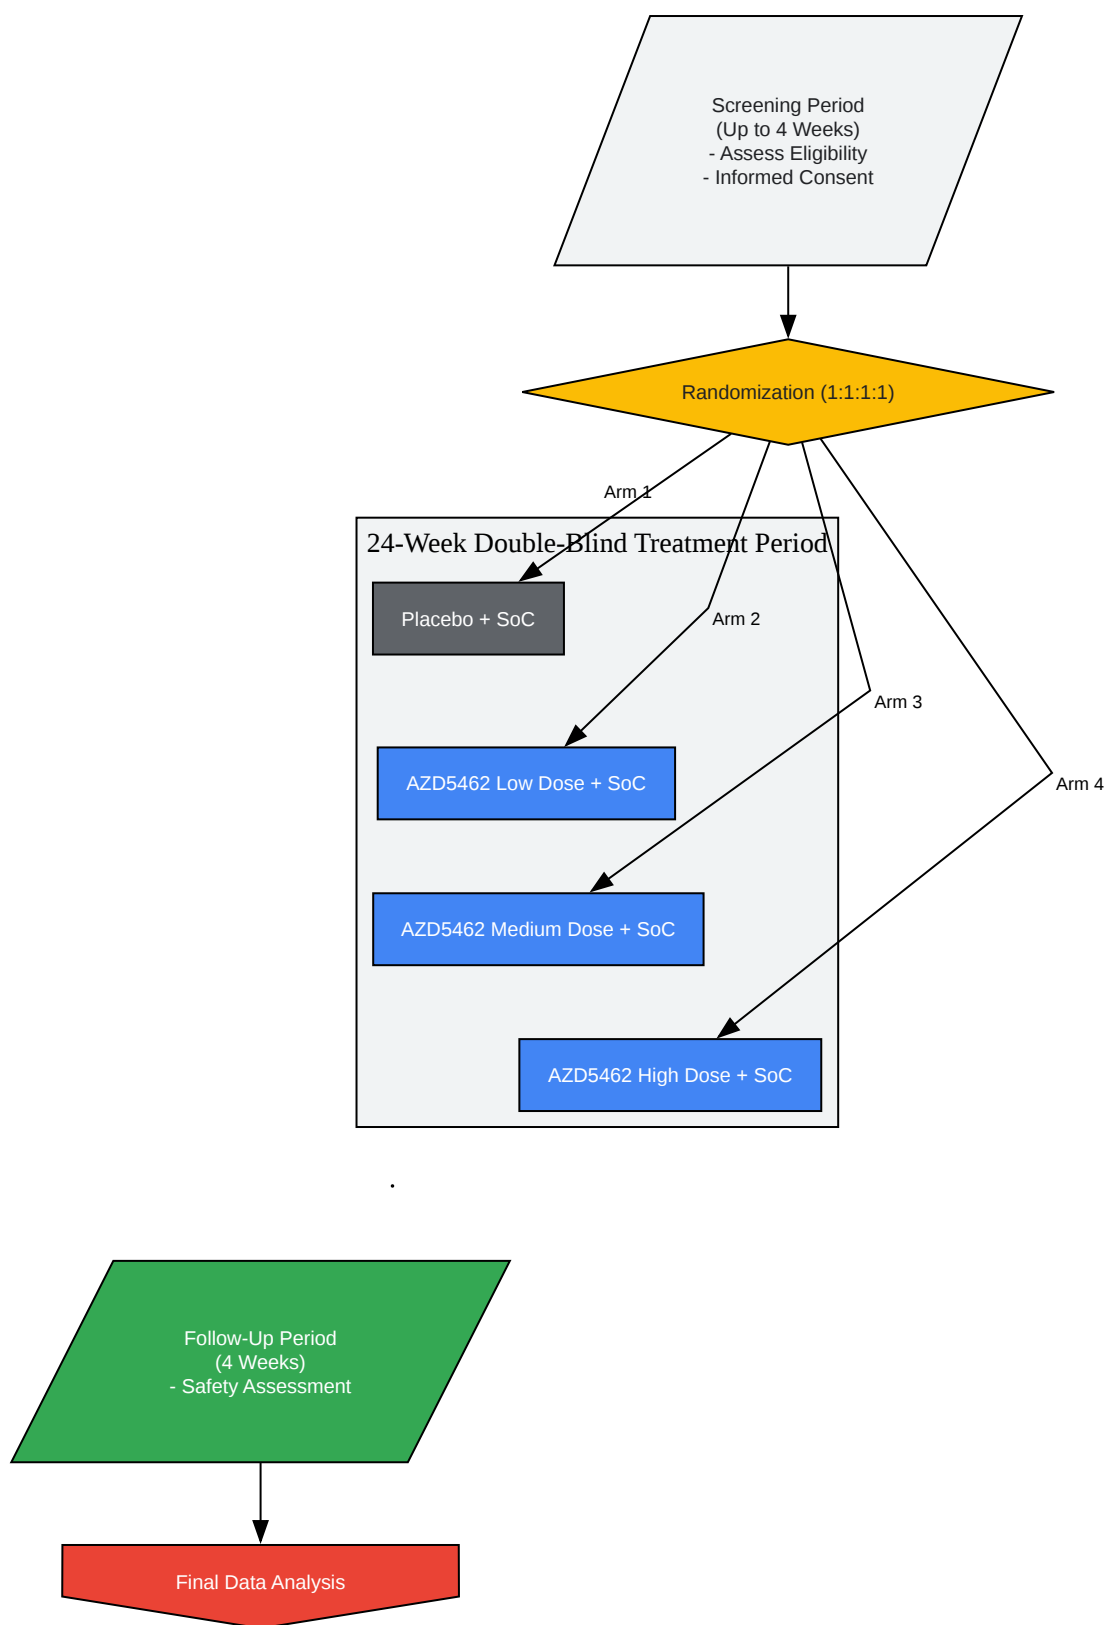 Screening Period
(Up to 4 Weeks)
- Assess Eligibility
- Informed Consent
Randomization (1:1:1:1)
Arm 1
24-Week Double-Blind Treatment Period
Placebo + SoC
Arm 2
Arm 3
AZD5462 Low Dose + SoC
Arm 4
AZD5462 Medium Dose + SoC
AZD5462 High Dose + SoC
.
Follow-Up Period
(4 Weeks)
- Safety Assessment
Final Data Analysis